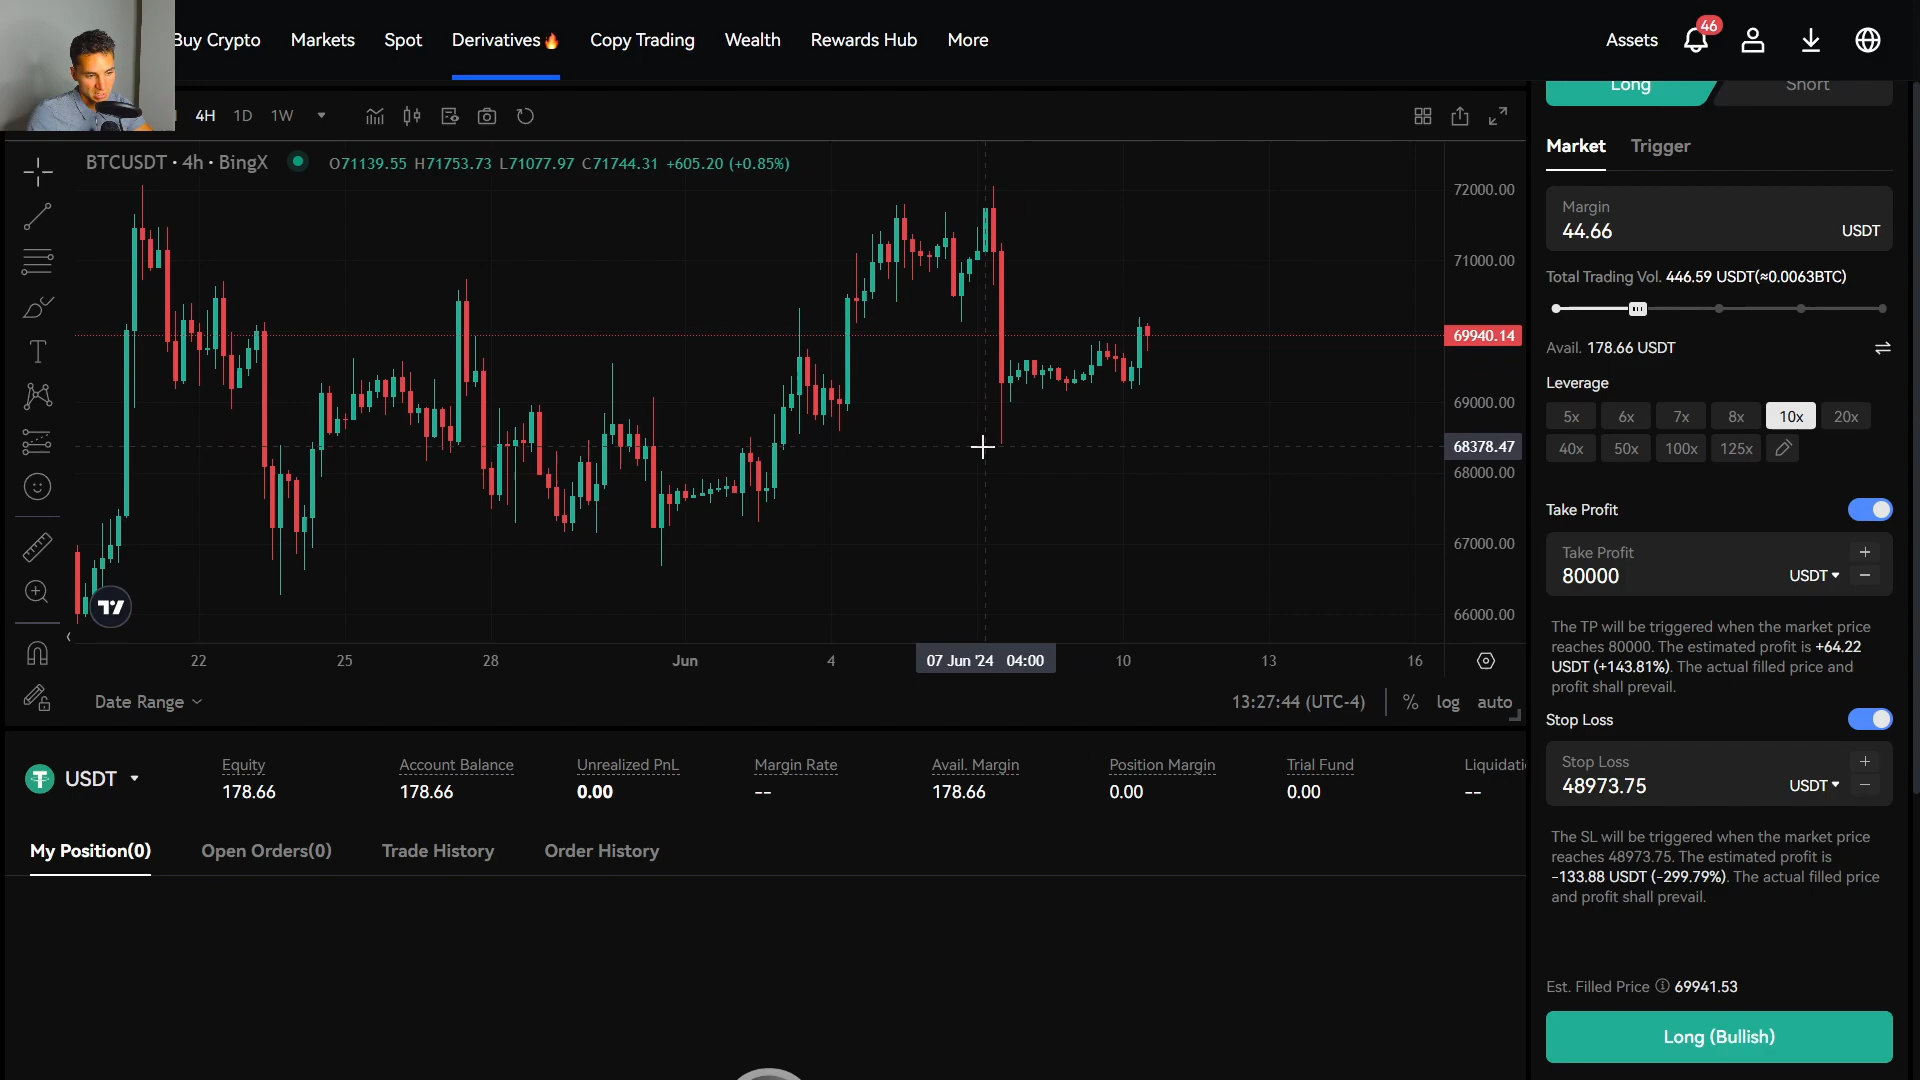 Buy Crypto Markets Spot Derivatives Copy Trading Wealth Rewards Hub More Assets 46
4H 1D 1W
BTCUSDT · 4h · BingX O71139.55 H71753.73 L71077.97 C71744.31 +605.20 (+0.85%)
72000.00
71000.00
69940.14
69000.00
68378.47
68000.00
67000.00
66000.00
22 25 28 Jun 4 07 Jun '24 04:00 10 13 16
Date Range 13:27:44 (UTC-4) % log auto
USDT
Equity Account Balance Unrealized PnL Margin Rate Avail. Margin Position Margin Trial Fund Liquidati
178.66 178.66 0.00 -- 178.66 0.00 0.00 --
My Position(0) Open Orders(0) Trade History Order History
Long Short
Market Trigger
Margin
44.66 USDT
Total Trading Vol. 446.59 USDT(≈0.0063BTC)
Avail. 178.66 USDT
Leverage
5x 6x 7x 8x 10x 20x
40x 50x 100x 125x
Take Profit
Take Profit +
80000 USDT −
The TP will be triggered when the market price
reaches 80000. The estimated profit is +64.22
USDT (+143.81%). The actual filled price and
profit shall prevail.
Stop Loss
Stop Loss +
48973.75 USDT −
The SL will be triggered when the market price
reaches 48973.75. The estimated profit is
-133.88 USDT (-299.79%). The actual filled price
and profit shall prevail.
Est. Filled Price 69941.53
Long (Bullish)